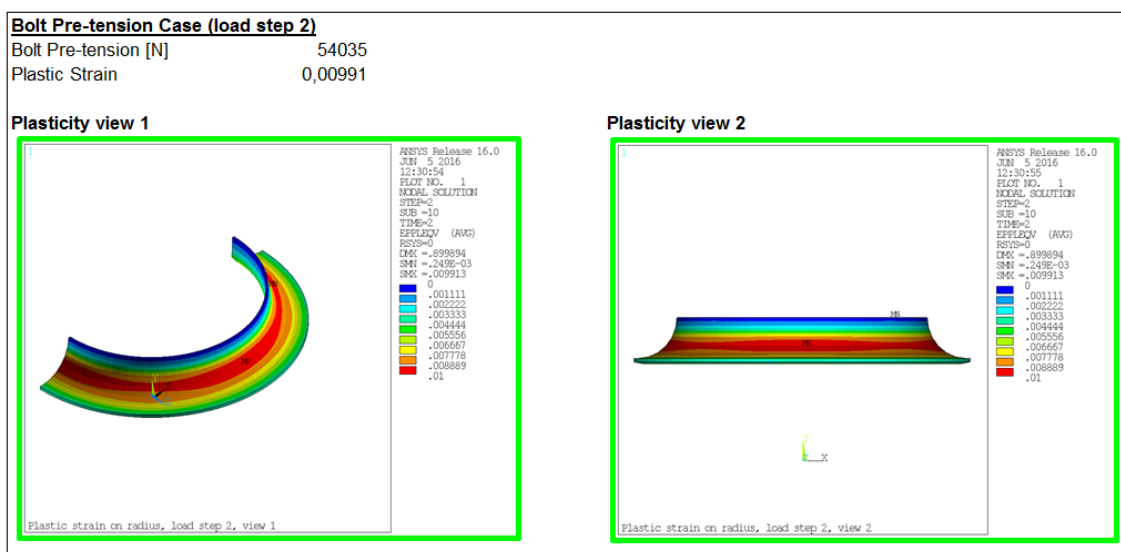 Bolt Pre-tension Case (load step 2)
Bolt Pre-tension [N] 54035
Plastic Strain 0,00991
Plasticity view 1
1
ANSYS Release 16.0
JUN 5 2016
12:30:54
PLOT NO. 1
NODAL SOLUTION
STEP=2
SUB =10
TIME=2
EPPLEQV (AVG)
RSYS=0
DMX =.899894
SMN =.249E-03
SMX =.009913
0
.001111
.002222
.003333
.004444
.005556
.006667
.007778
.008889
.01
MN
MX
Y
X
Plastic strain on radius, load step 2, view 1
Plasticity view 2
1
ANSYS Release 16.0
JUN 5 2016
12:30:55
PLOT NO. 1
NODAL SOLUTION
STEP=2
SUB =10
TIME=2
EPPLEQV (AVG)
RSYS=0
DMX =.899894
SMN =.249E-03
SMX =.009913
0
.001111
.002222
.003333
.004444
.005556
.006667
.007778
.008889
.01
MN
MX
Y
X
Plastic strain on radius, load step 2, view 2